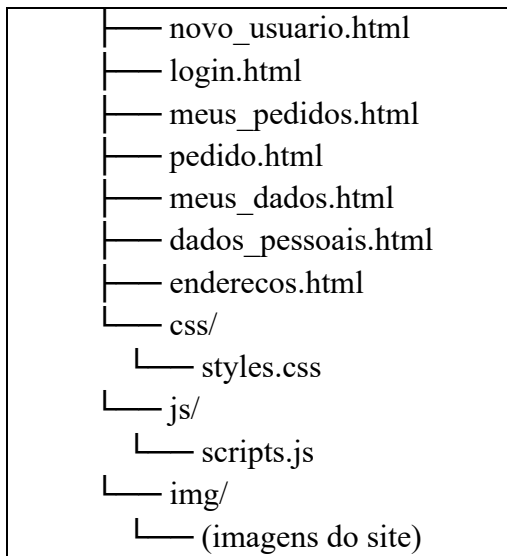 ├── novo_usuario.html
├── login.html
├── meus_pedidos.html
├── pedido.html
├── meus_dados.html
├── dados_pessoais.html
├── enderecos.html
└── css/
    └── styles.css
└── js/
    └── scripts.js
└── img/
    └── (imagens do site)